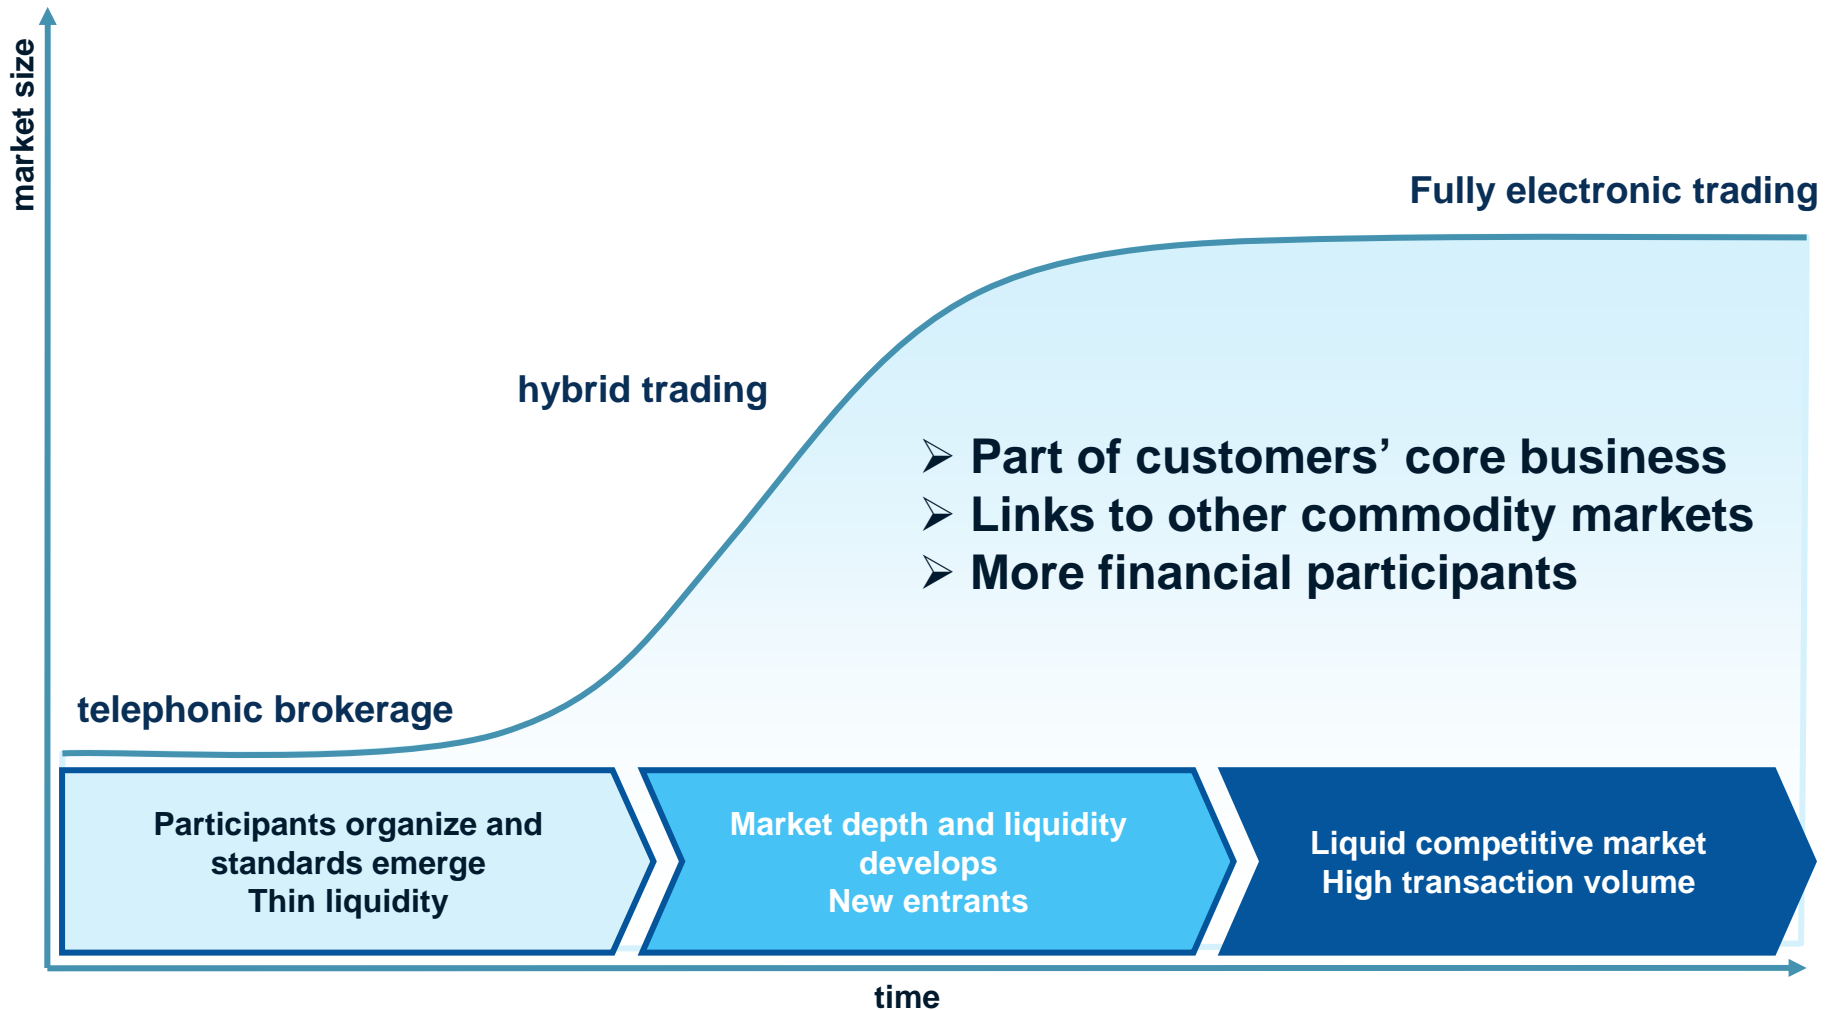 market size
Fully electronic trading
hybrid trading
➢ Part of customers’ core business
➢ Links to other commodity markets
➢ More financial participants
telephonic brokerage
Participants organize and
standards emerge
Thin liquidity
Market depth and liquidity
develops
New entrants
Liquid competitive market
High transaction volume
time